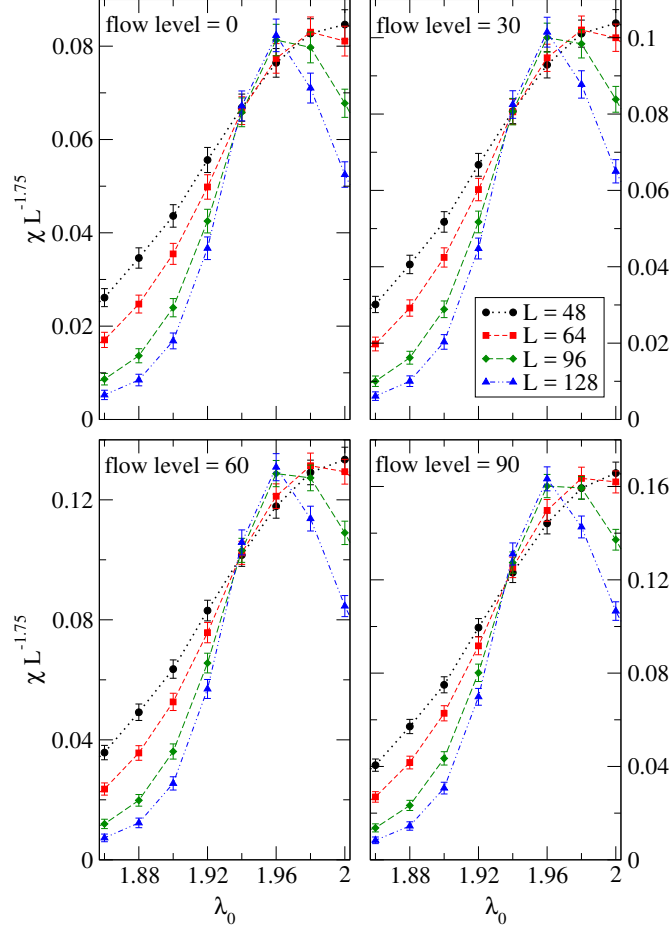 flow level = 0
flow level = 30
0.08
0.06
0.04
0.02
0
χ L^-1.75
0.1
0.08
0.06
0.04
0.02
0
L = 48
L = 64
L = 96
L = 128
flow level = 60
flow level = 90
0.12
0.08
0.04
0
χ L^-1.75
0.16
0.12
0.08
0.04
0
1.88 1.92 1.96 2
1.88 1.92 1.96 2
λ₀
λ₀